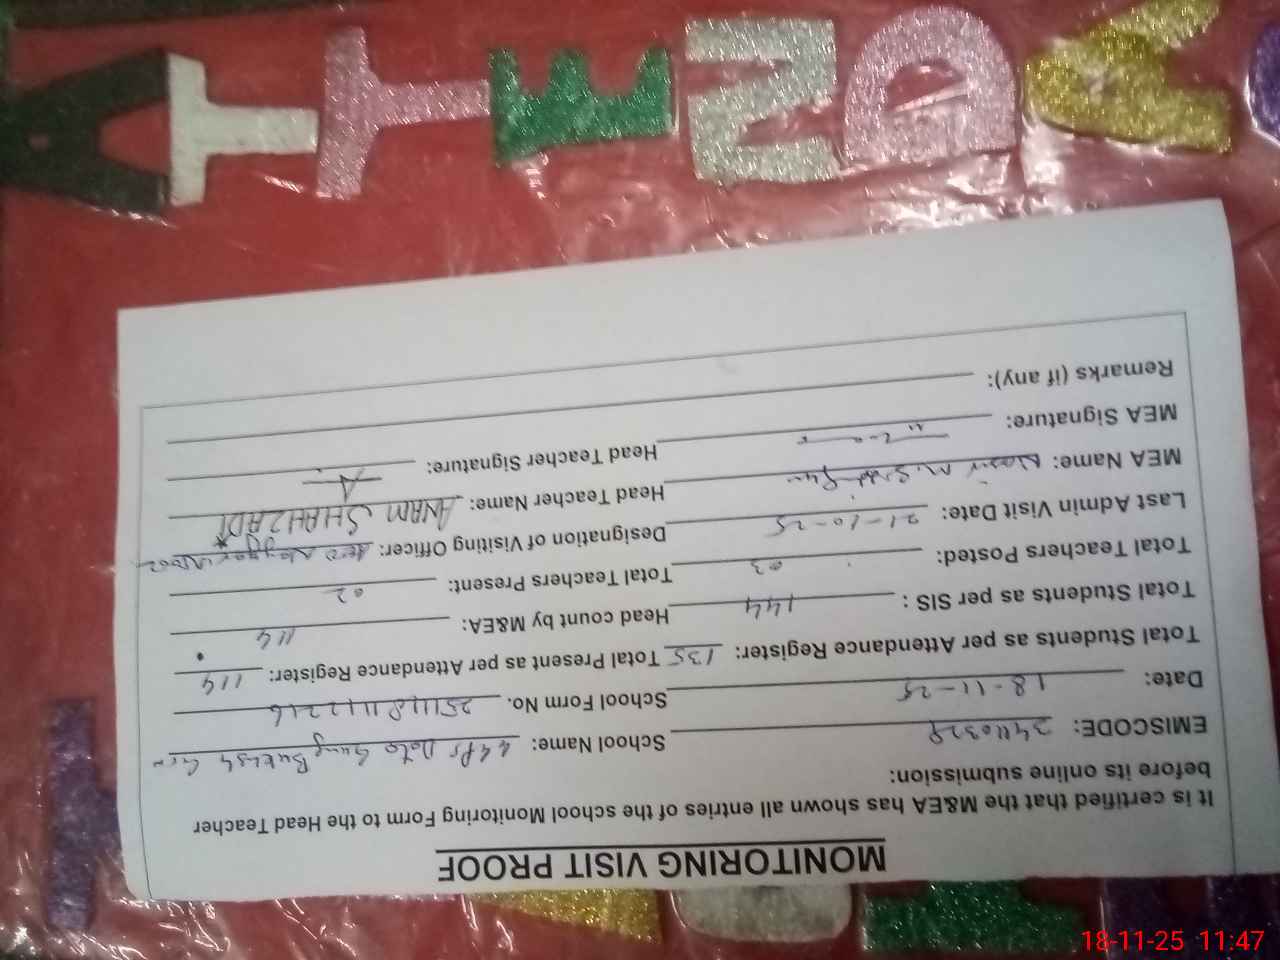 ATTENDA
MONITORING VISIT PROOF
It is certified that the M&EA has shown all entries of the school Monitoring Form to the Head Teacher
before its online submission:
EMISCODE: School Name:
Date: 18-11-25 School Form No.
Total Students as per Attendance Register: 135 Total Present as per Attendance Register: 114
Total Students as per SIS : 144 Head count by M&EA: 114
Total Teachers Posted: 03 Total Teachers Present: 02
Last Admin Visit Date: 21-10-25 Designation of Visiting Officer:
MEA Name: Head Teacher Name: ANAM SHAHZADI
MEA Signature: Head Teacher Signature:
Remarks (if any):
18-11-25 11:47